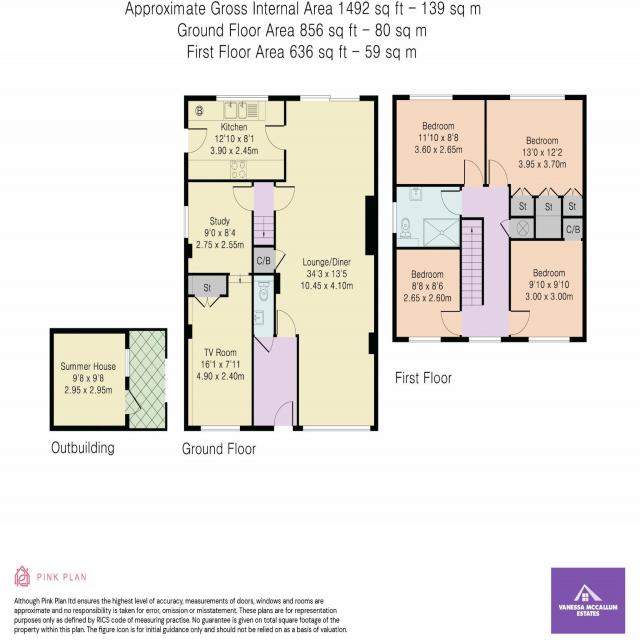 Approximate Gross Internal Area 1492 sq ft – 139 sq m
Ground Floor Area 856 sq ft – 80 sq m
First Floor Area 636 sq ft – 59 sq m
B
Kitchen
12'10 x 8'1
3.90 x 2.45m
Study
9'0 x 8'4
2.75 x 2.55m
C/B
Lounge/Diner
34'3 x 13'5
10.45 x 4.10m
St
TV Room
16'1 x 7'11
4.90 x 2.40m
Ground Floor
Summer House
9'8 x 9'8
2.95 x 2.95m
Outbuilding
Bedroom
11'10 x 8'8
3.60 x 2.65m
Bedroom
13'0 x 12'2
3.95 x 3.70m
St
St
St
C/B
Bedroom
8'8 x 8'6
2.65 x 2.60m
Bedroom
9'10 x 9'10
3.00 x 3.00m
First Floor
PINK PLAN
Although Pink Plan ltd ensures the highest level of accuracy, measurements of doors, windows and rooms are
approximate and no responsibility is taken for error, omission or misstatement. These plans are for representation
purposes only as defined by RICS code of measuring practise. No guarantee is given on total square footage of the
property within this plan. The figure icon is for initial guidance only and should not be relied on as a basis of valuation.
VANESSA MCCALLUM
ESTATES